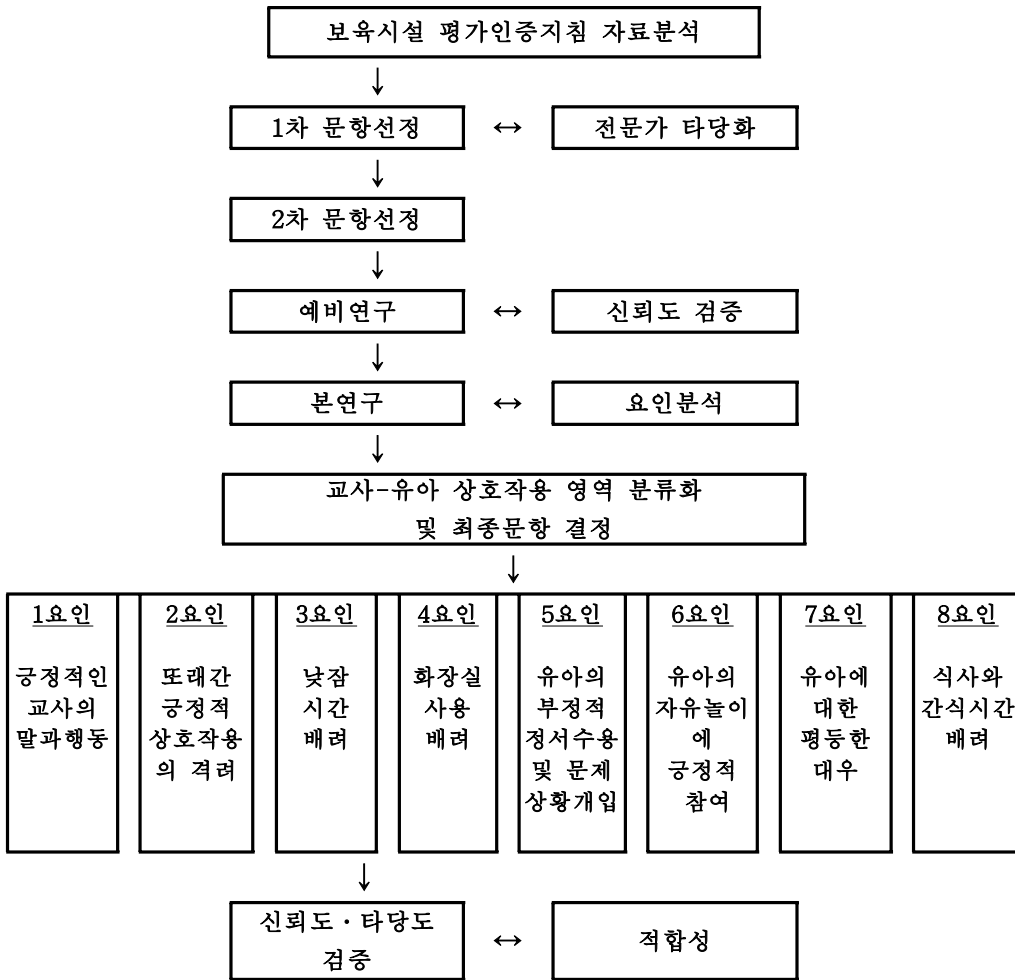 보육시설 평가인증지침 자료분석
↓
1차 문항선정 ↔ 전문가 타당화
↓
2차 문항선정
↓
예비연구 ↔ 신뢰도 검증
↓
본연구 ↔ 요인분석
↓
교사-유아 상호작용 영역 분류화
및 최종문항 결정
↓
1요인
긍정적인
교사의
말과행동
2요인
또래간
긍정적
상호작용
의 격려
3요인
낮잠
시간
배려
4요인
화장실
사용
배려
5요인
유아의
부정적
정서수용
및 문제
상황개입
6요인
유아의
자유놀이
에
긍정적
참여
7요인
유아에
대한
평등한
대우
8요인
식사와
간식시간
배려
↓
신뢰도·타당도
검증
↔ 적합성